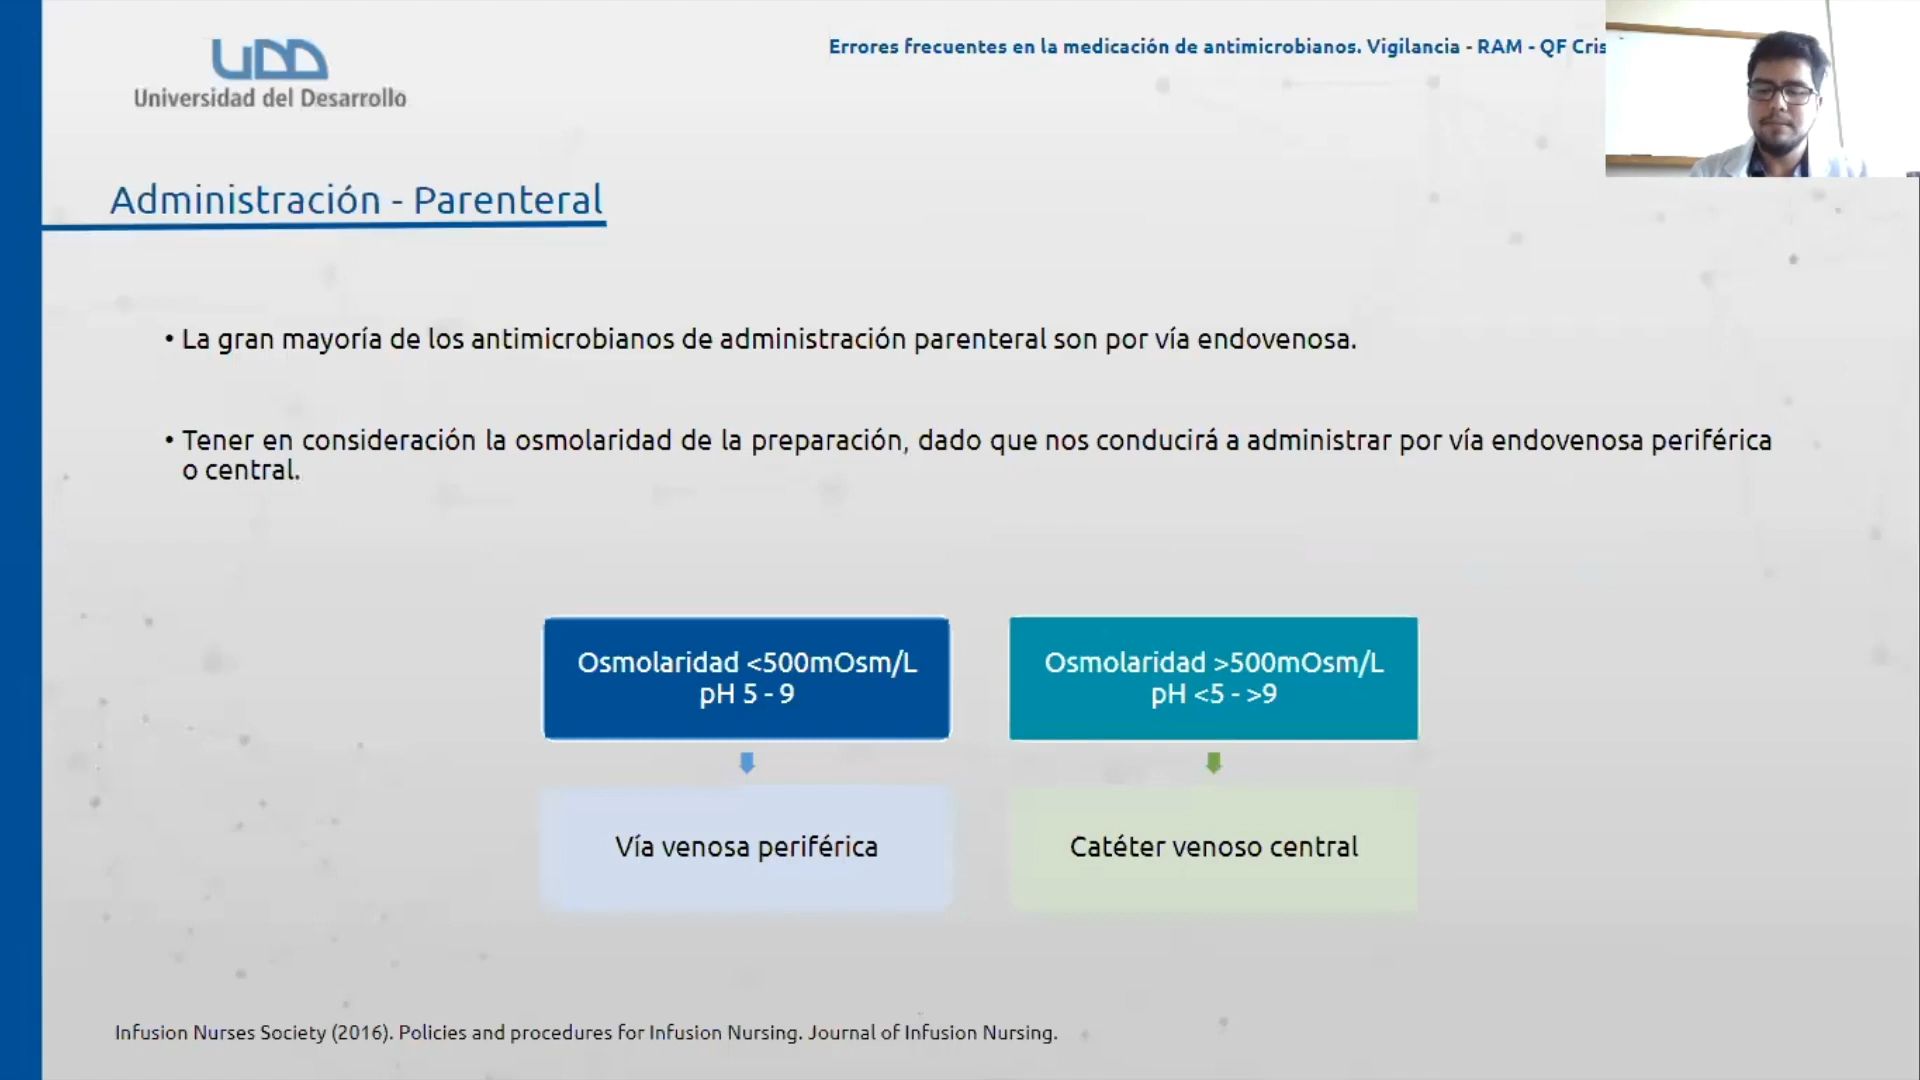 UDD
Universidad del Desarrollo
Errores frecuentes en la medicación de antimicrobianos. Vigilancia - RAM - QF
Administración - Parenteral
• La gran mayoría de los antimicrobianos de administración parenteral son por vía endovenosa.
• Tener en consideración la osmolaridad de la preparación, dado que nos conducirá a administrar por vía endovenosa periférica
o central.
Osmolaridad <500mOsm/L
pH 5 - 9
Osmolaridad >500mOsm/L
pH <5 - >9
Vía venosa periférica
Catéter venoso central
Infusion Nurses Society (2016). Policies and procedures for Infusion Nursing. Journal of Infusion Nursing.